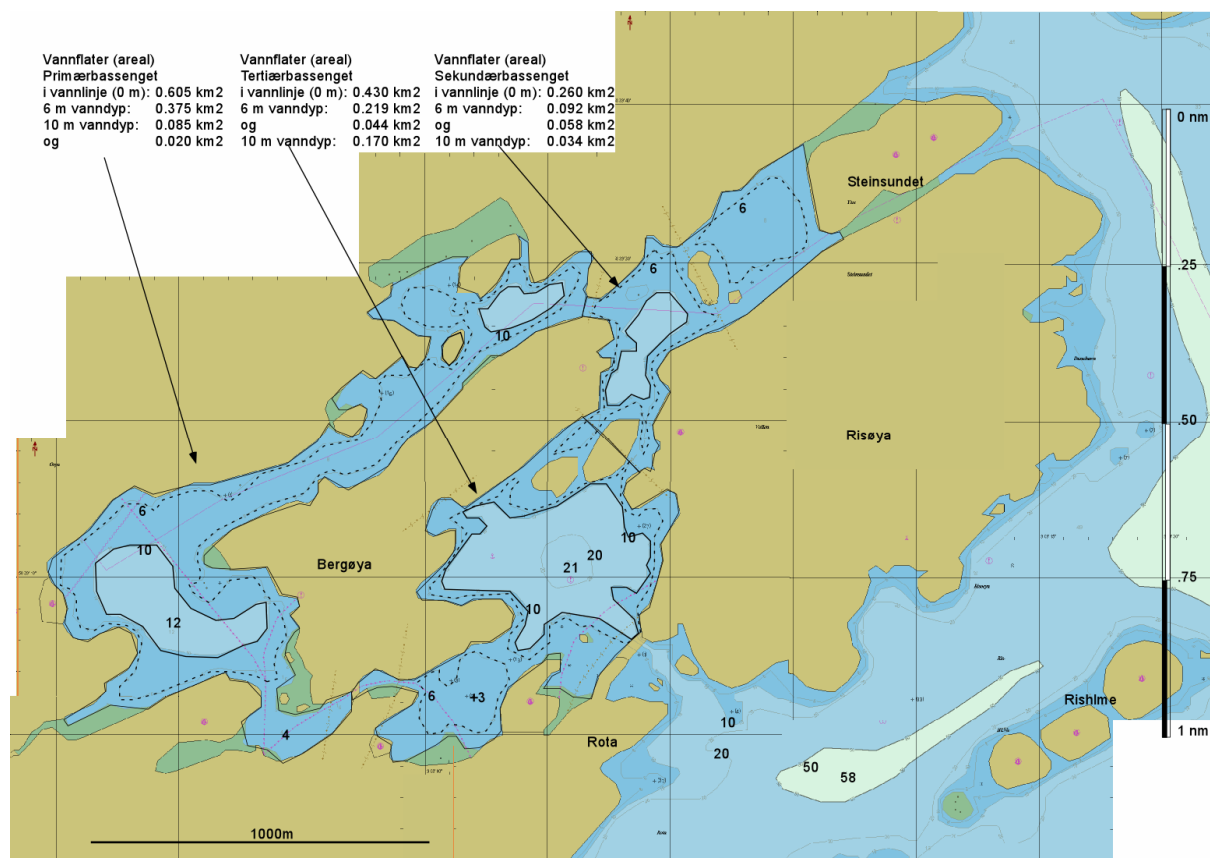 Vannflater (areal)
Primærbassenget
i vannlinje (0 m): 0.605 km2
6 m vanndyp: 0.375 km2
10 m vanndyp: 0.085 km2
og 0.020 km2
Vannflater (areal)
Tertiærbassenget
i vannlinje (0 m): 0.430 km2
6 m vanndyp: 0.219 km2
og 0.044 km2
10 m vanndyp: 0.170 km2
Vannflater (areal)
Sekundærbassenget
i vannlinje (0 m): 0.260 km2
6 m vanndyp: 0.092 km2
og 0.058 km2
10 m vanndyp: 0.034 km2
0 nm
Steinsundet
6
6
.25
10
.50
Risøya
6
10
10
20
21
Bergøya
.75
10
12
6
+3
Rishlme
10
4
Rota
20
1 nm
50
58
1000m